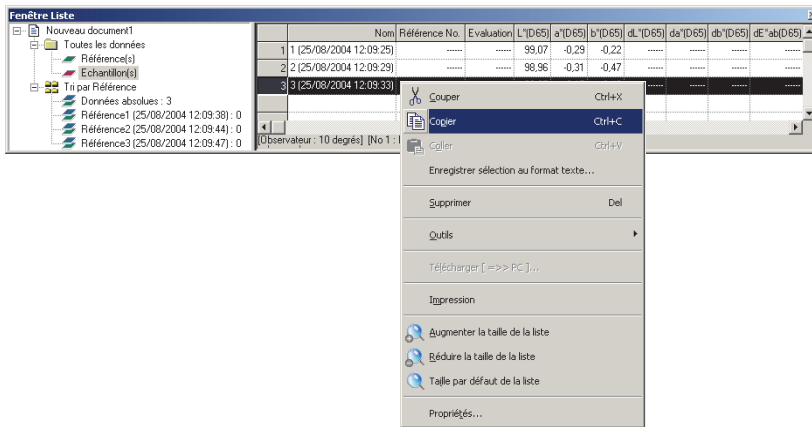 Fenêtre Liste
Nouveau document1
Toutes les données
Référence(s)
Echantillon(s)
Tri par Référence
Données absolues : 3
Référence1 (25/08/2004 12:09:38) : 0
Référence2 (25/08/2004 12:09:44) : 0
Référence3 (25/08/2004 12:09:47) : 0
Nom Référence No. Evaluation L*(D65) a*(D65) b*(D65) dL*(D65) da*(D65) db*(D65) dE*ab(D65)
1 1 (25/08/2004 12:09:25) ----- ----- 99,07 -0,29 -0,22 ----- ----- ----- -----
2 2 (25/08/2004 12:09:29) ----- ----- 98,96 -0,31 -0,47 ----- ----- ----- -----
3 3 (25/08/2004 12:09:33) ----- ----- ----- -----
[Observateur : 10 degrés] [No 1 :
Couper Ctrl+X
Copier Ctrl+C
Coller Ctrl+V
Enregistrer sélection au format texte...
Supprimer Del
Outils
Télécharger [ =>> PC ]...
Impression
Augmenter la taille de la liste
Réduire la taille de la liste
Taille par défaut de la liste
Propriétés...